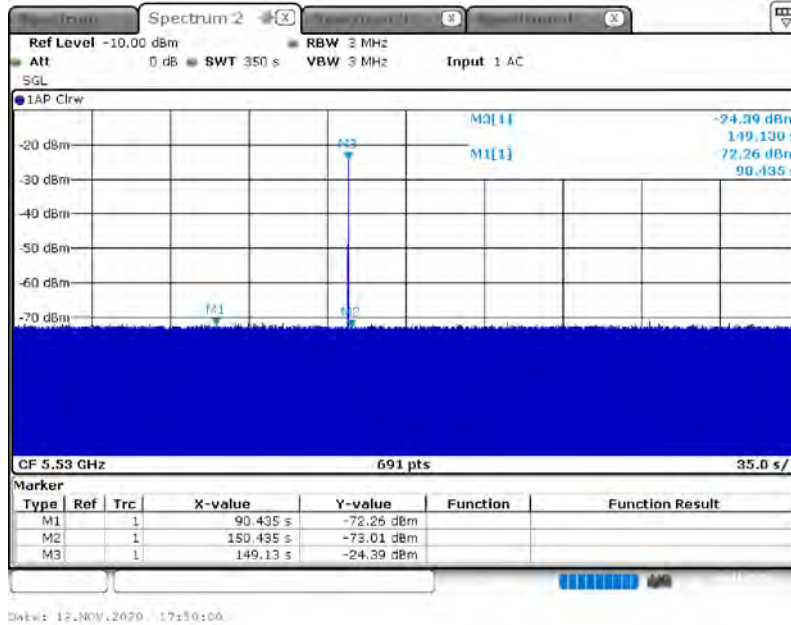 Spectrum 2
Ref Level -10.00 dBm RBW 3 MHz
Att 0 dB SWT 350 s VBW 3 MHz Input 1 AC
SGL
1AP Clrw
M3[1] -24.39 dBm
149.130 s
M1[1] -72.26 dBm
90.435 s
-20 dBm
M3
-30 dBm
-40 dBm
-50 dBm
-60 dBm
M1 M2
-70 dBm
CF 5.53 GHz 691 pts 35.0 s/
Marker
Type Ref Trc X-value Y-value Function Function Result
M1 1 90.435 s -72.26 dBm
M2 1 150.435 s -73.01 dBm
M3 1 149.13 s -24.39 dBm
Date: 12.NOV.2020 17:50:00